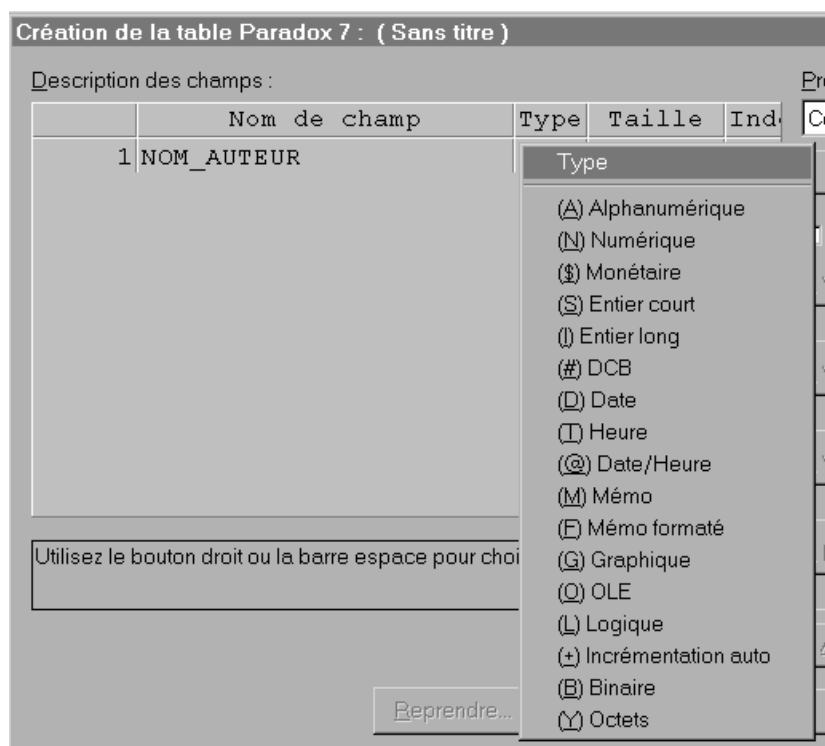 Création de la table Paradox 7 : ( Sans titre )
Description des champs :
Nom de champ Type Taille
1 NOM_AUTEUR
Type
(A) Alphanumérique
(N) Numérique
($) Monétaire
(S) Entier court
(I) Entier long
(#) DCB
(D) Date
(T) Heure
(@) Date/Heure
(M) Mémo
(F) Mémo formaté
(G) Graphique
(O) OLE
(L) Logique
(+) Incrémentation auto
(B) Binaire
(Y) Octets
Utilisez le bouton droit ou la barre espace pour
Reprendre...